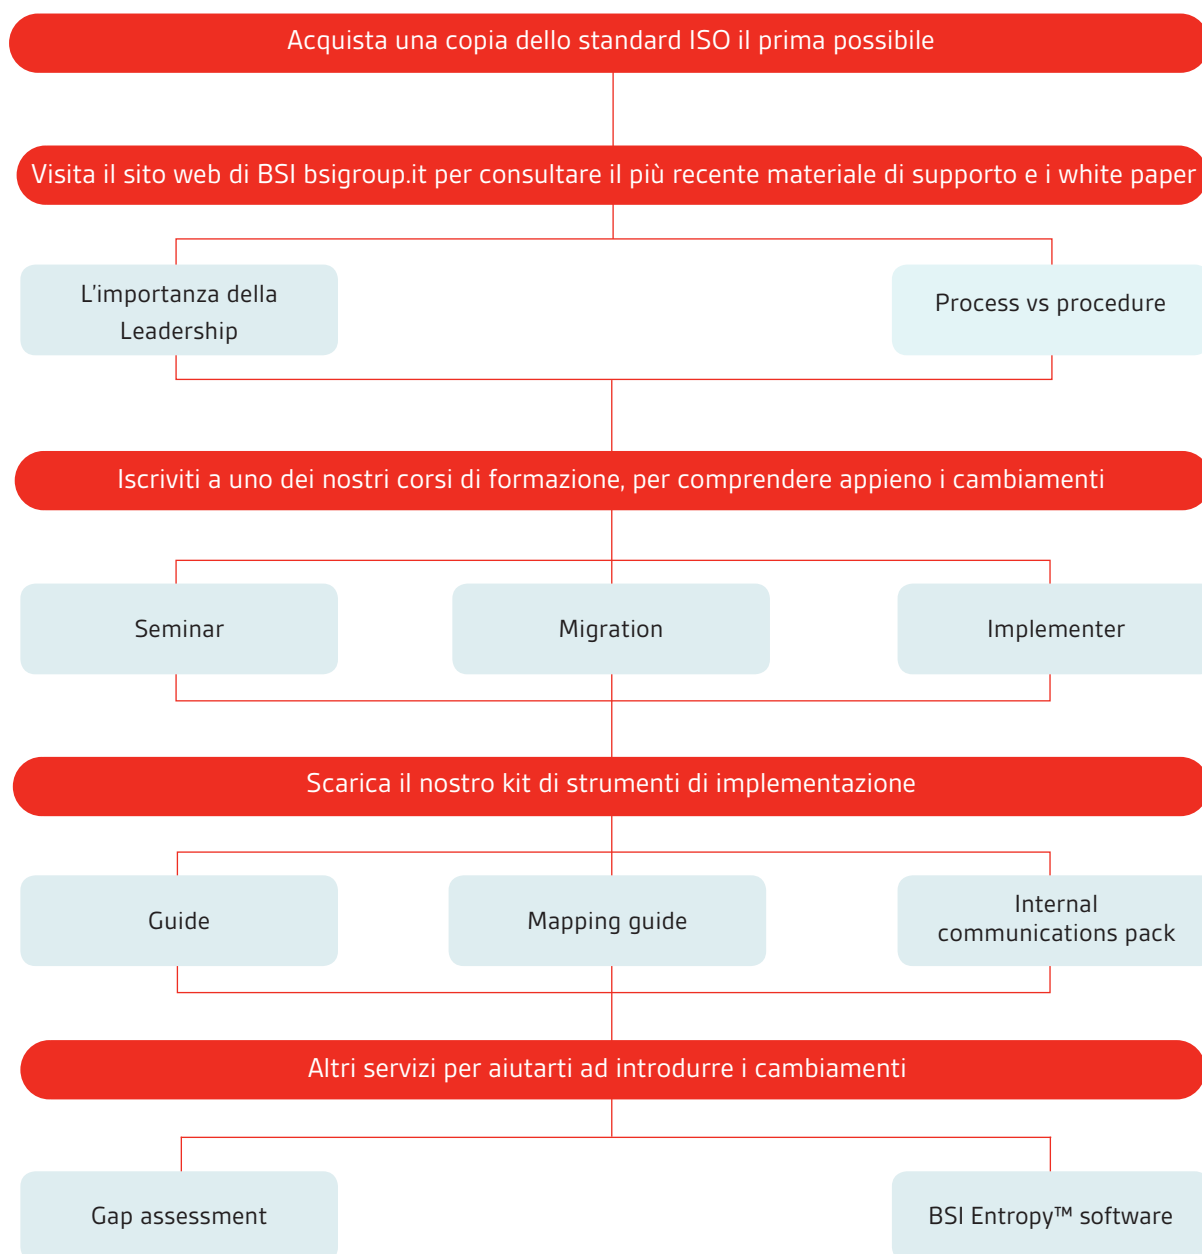 Acquista una copia dello standard ISO il prima possibile
Visita il sito web di BSI bsigroup.it per consultare il più recente materiale di supporto e i white paper
L'importanza della
Leadership
Process vs procedure
Iscriviti a uno dei nostri corsi di formazione, per comprendere appieno i cambiamenti
Seminar
Migration
Implementer
Scarica il nostro kit di strumenti di implementazione
Guide
Mapping guide
Internal
communications pack
Altri servizi per aiutarti ad introdurre i cambiamenti
Gap assessment
BSI Entropy™ software